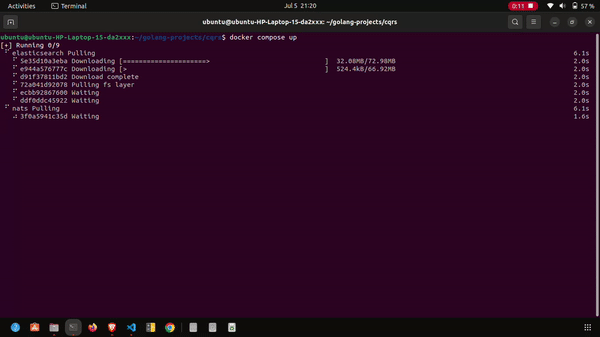 Activities Terminal Jul 5 21:20 0:11 57 %
ubuntu@ubuntu-HP-Laptop-15-da2xxx: ~/golang-projects/cqrs
ubuntu@ubuntu-HP-Laptop-15-da2xxx:~/golang-projects/cqrs$ docker compose up
[+] Running 0/9
⠋ elasticsearch Pulling 6.1s
⠋ 5e35d10a3eba Downloading [=====================> ] 32.08MB/72.98MB 2.0s
⠋ e944a576777c Downloading [> ] 524.4kB/66.92MB 2.0s
⠋ d91f37811bd2 Download complete 2.0s
⠋ 72a041d92078 Pulling fs layer 2.0s
⠋ ecbb92867600 Waiting 2.0s
⠋ ddf0ddc45922 Waiting 2.0s
⠋ nats Pulling 6.1s
⠴ 3f0a5941c35d Waiting 1.6s